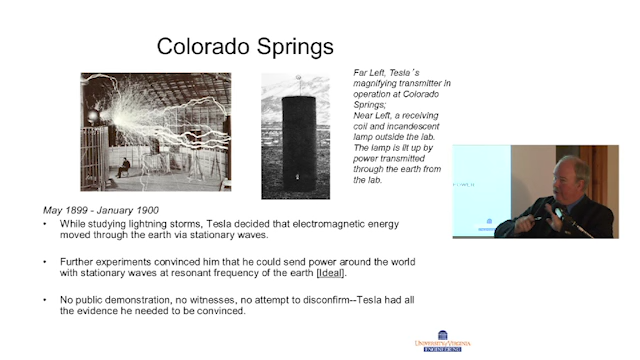 Colorado Springs
Far Left, Tesla's
magnifying transmitter in
operation at Colorado
Springs;
Near Left, a receiving
coil and incandescent
lamp outside the lab.
The lamp is lit up by
power transmitted
through the earth from
the lab.
May 1899 - January 1900
• While studying lightning storms, Tesla decided that electromagnetic energy
moved through the earth via stationary waves.
• Further experiments convinced him that he could send power around the world
with stationary waves at resonant frequency of the earth [Ideal].
• No public demonstration, no witnesses, no attempt to disconfirm--Tesla had all
the evidence he needed to be convinced.
UNIVERSITY of VIRGINIA
ENGINEERING